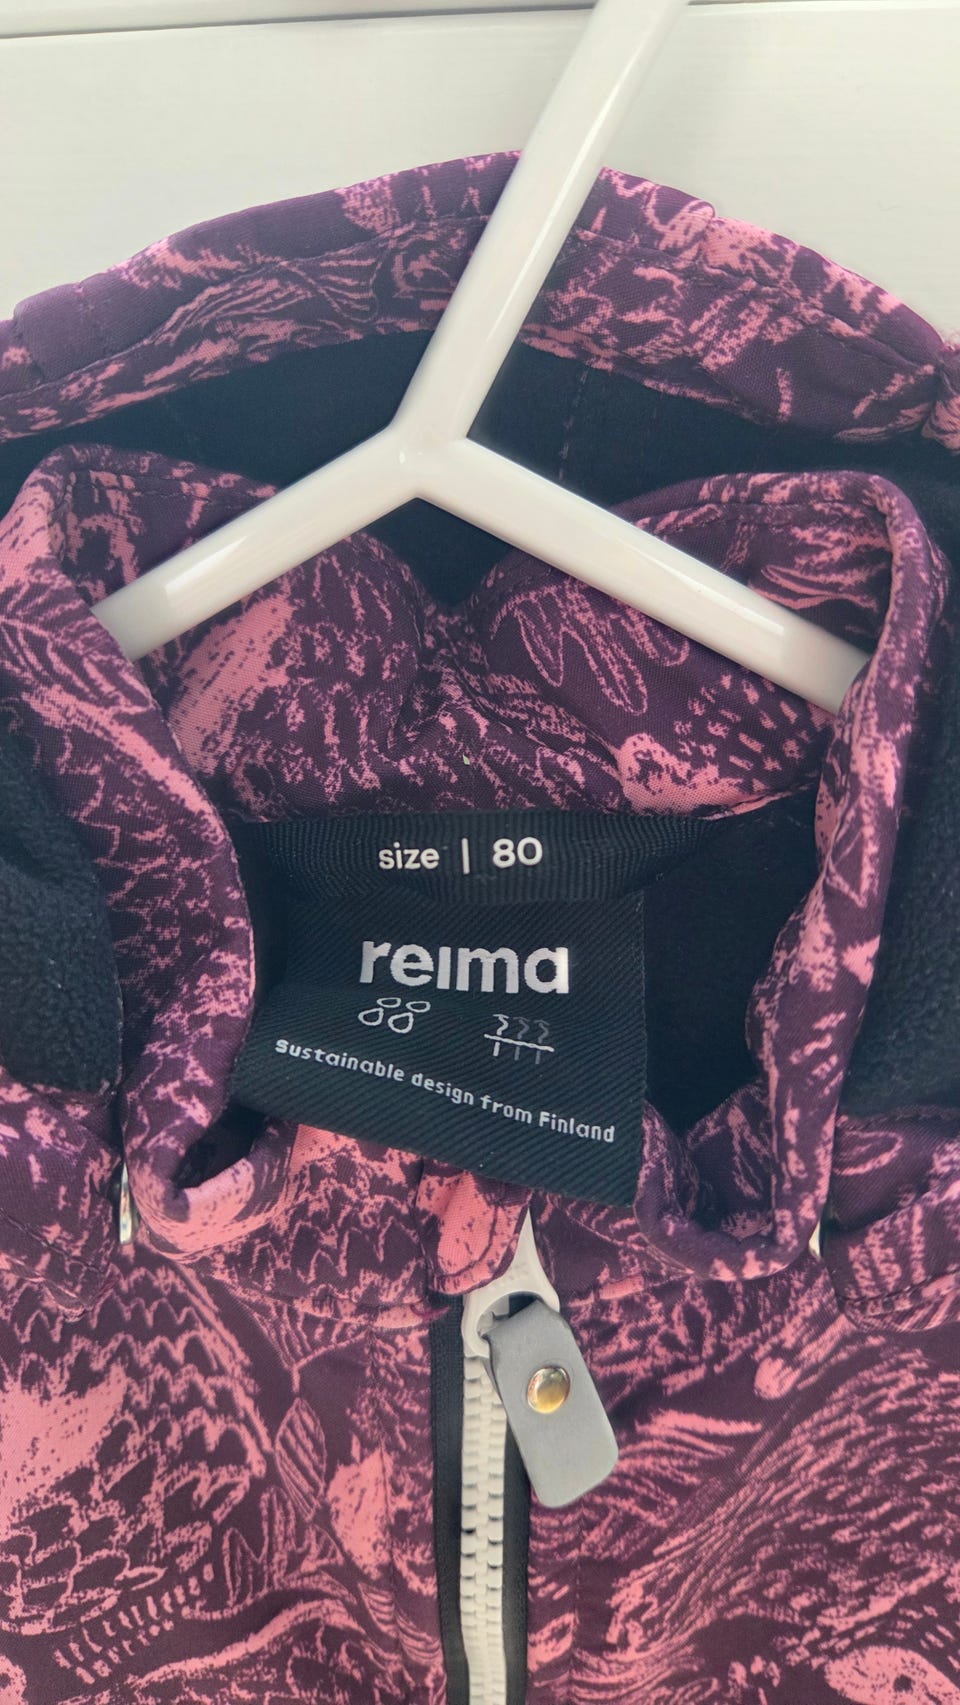 size | 80
reima
Sustainable design from Finland